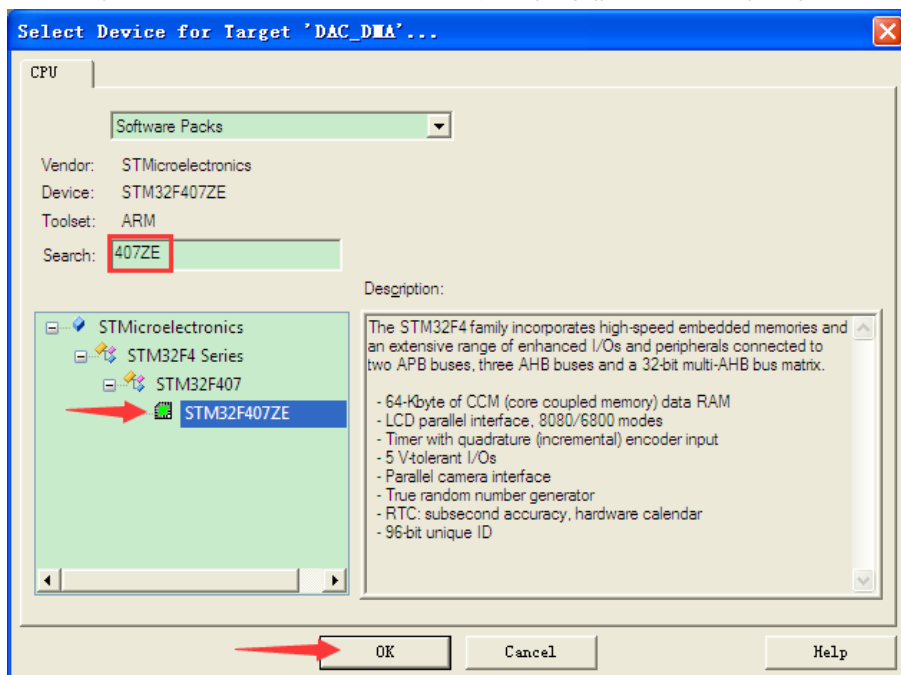 Select Device for Target 'DAC_DMA'...
CPU
Software Packs
Vendor: STMicroelectronics
Device: STM32F407ZE
Toolset: ARM
Search: 407ZE
Description:
STMicroelectronics
STM32F4 Series
STM32F407
STM32F407ZE
The STM32F4 family incorporates high-speed embedded memories and
an extensive range of enhanced I/Os and peripherals connected to
two APB buses, three AHB buses and a 32-bit multi-AHB bus matrix.
- 64-Kbyte of CCM (core coupled memory) data RAM
- LCD parallel interface, 8080/6800 modes
- Timer with quadrature (incremental) encoder input
- 5 V-tolerant I/Os
- Parallel camera interface
- True random number generator
- RTC: subsecond accuracy, hardware calendar
- 96-bit unique ID
OK Cancel Help